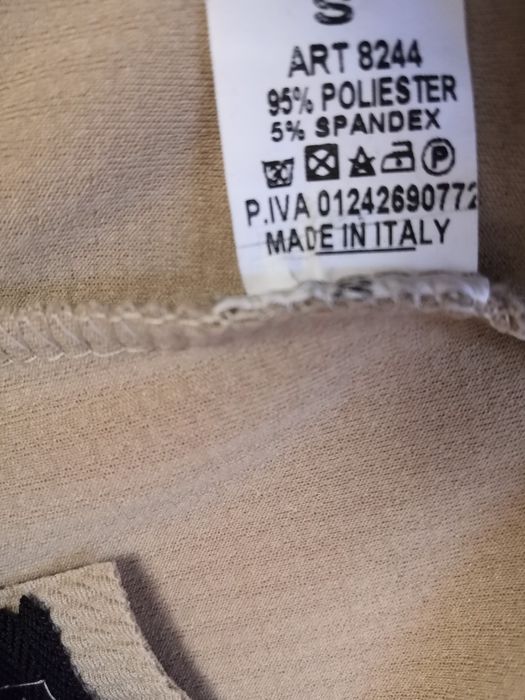 S
ART 8244
95% POLIESTER
5% SPANDEX
P
P.IVA 01242690772
MADE IN ITALY